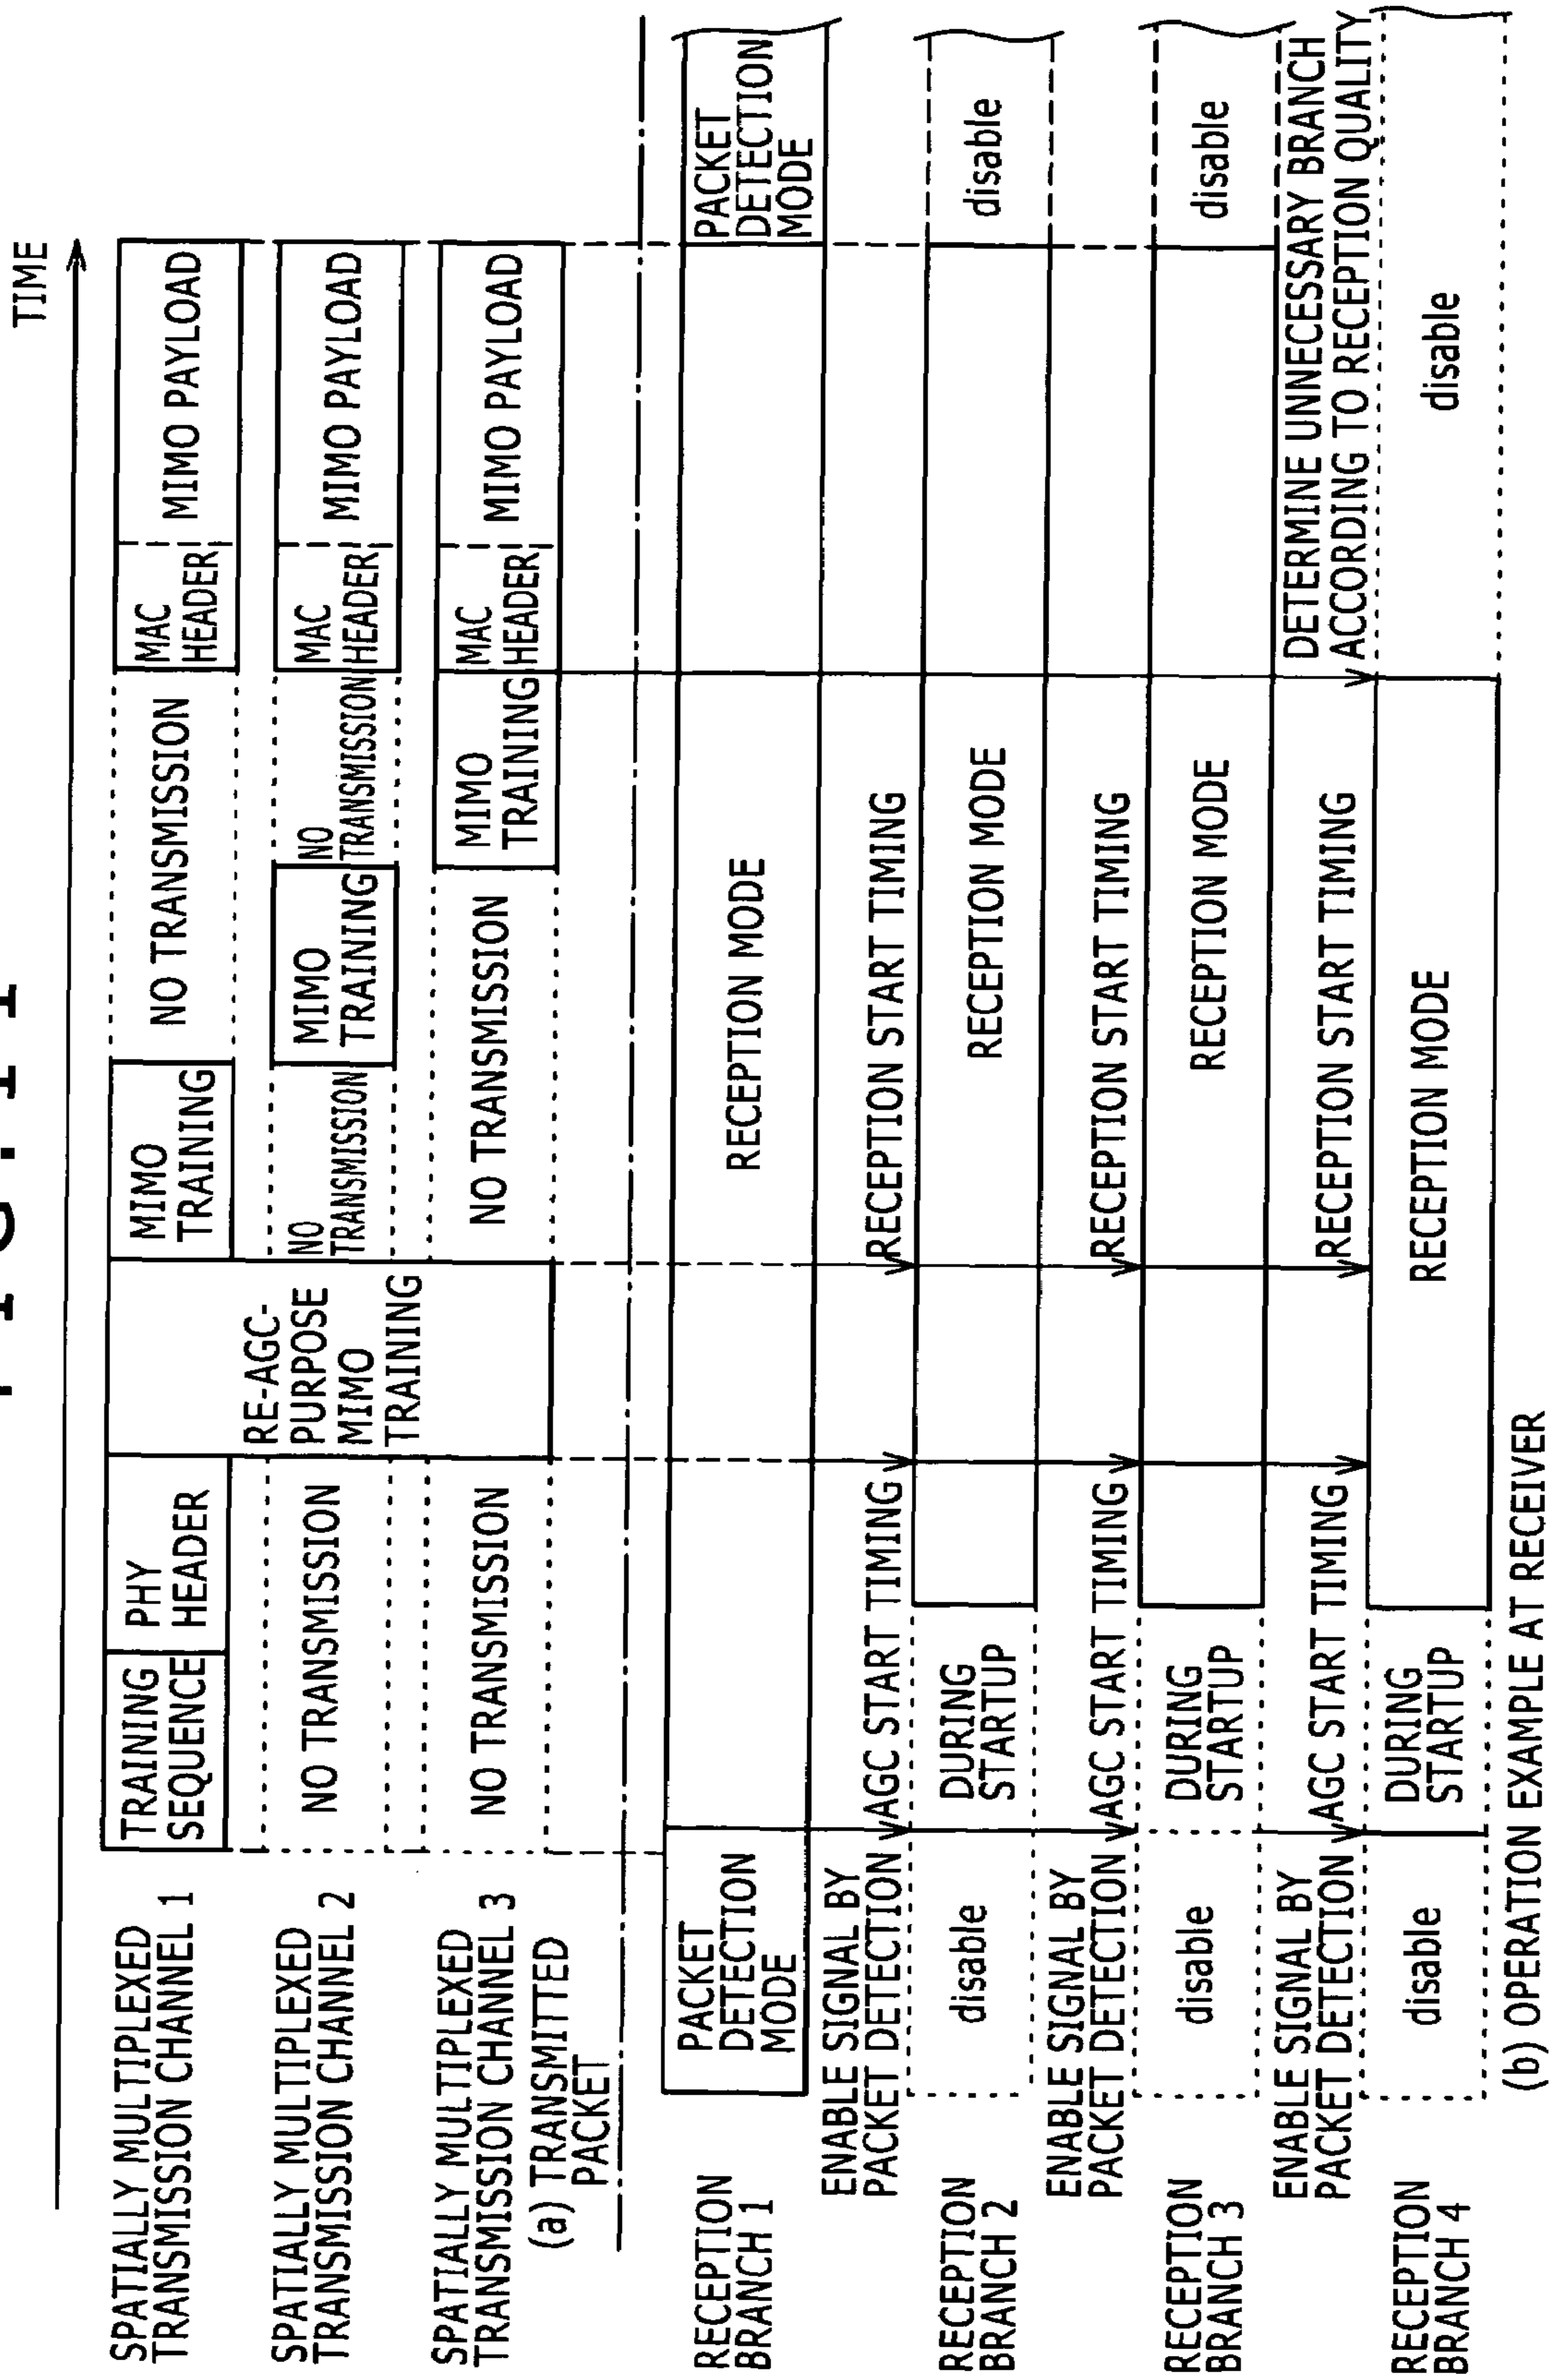 TIME
SPATIALLY MULTIPLEXED
TRANSMISSION CHANNEL 1
TRAINING
SEQUENCE
PHY
HEADER
MIMO
TRAINING
NO TRANSMISSION
MAC
HEADER
MIMO PAYLOAD
SPATIALLY MULTIPLEXED
TRANSMISSION CHANNEL 2
NO TRANSMISSION
RE-AGC-
PURPOSE
MIMO
TRAINING
NO
TRANSMISSION
MIMO
TRAINING
NO
TRANSMISSION
MAC
HEADER
MIMO PAYLOAD
SPATIALLY MULTIPLEXED
TRANSMISSION CHANNEL 3
NO TRANSMISSION
NO TRANSMISSION
MIMO
TRAINING
MAC
HEADER
MIMO PAYLOAD
(a) TRANSMITTED
PACKET
RECEPTION
BRANCH 1
PACKET
DETECTION
MODE
RECEPTION MODE
PACKET
DETECTION
MODE
ENABLE SIGNAL BY
PACKET DETECTION
AGC START TIMING
RECEPTION START TIMING
RECEPTION
BRANCH 2
disable
DURING
STARTUP
RECEPTION MODE
disable
ENABLE SIGNAL BY
PACKET DETECTION
AGC START TIMING
RECEPTION START TIMING
RECEPTION
BRANCH 3
disable
DURING
STARTUP
RECEPTION MODE
disable
ENABLE SIGNAL BY
PACKET DETECTION
AGC START TIMING
RECEPTION START TIMING
DETERMINE UNNECESSARY BRANCH
ACCORDING TO RECEPTION QUALITY
RECEPTION
BRANCH 4
disable
DURING
STARTUP
RECEPTION MODE
disable
(b) OPERATION EXAMPLE AT RECEIVER